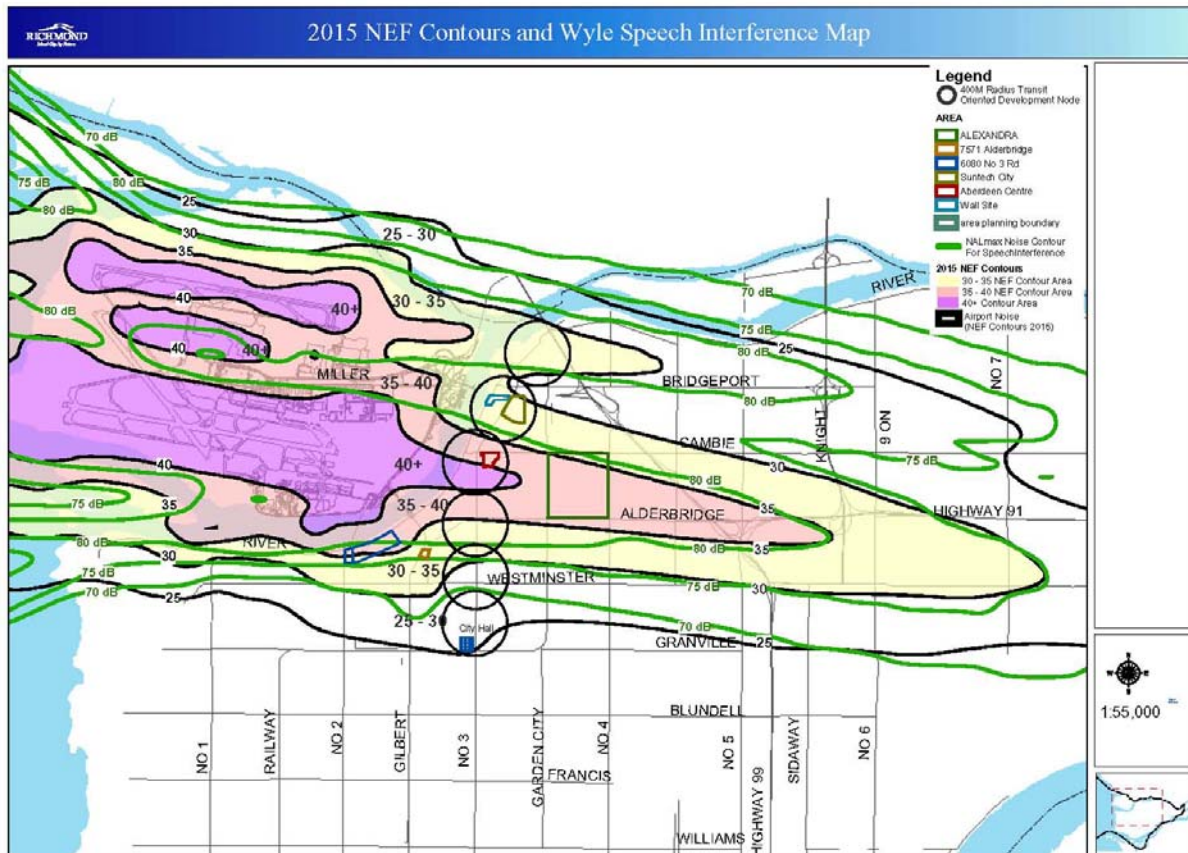 RICHMOND
2015 NEF Contours and Wyle Speech Interference Map
Legend
400M Radius Transit
Oriented Development Node
AREA
ALEXANDRA
7571 Alderbridge
6080 No 3 Rd
Suntech City
Aberdeen Centre
Wall Site
area planning boundary
NALmax Noise Contour
For SpeechInterference
2015 NEF Contours
30 - 35 NEF Contour Area
35 - 40 NEF Contour Area
40+ Contour Area
Airport Noise
(NEF Contours 2015)
70 dB
75 dB
80 dB
80 dB
25
30
35
25 - 30
30 - 35
40
40+
80 dB
40
40+
MILLER
35 - 40
RIVER
70 dB
75 dB
80 dB
25
BRIDGEPORT
80 dB
NO 7
KNIGHT
NO 6
CAMBIE
30
75 dB
80 dB
40
40+
35
35 - 40
75 dB
ALDERBRIDGE
35
HIGHWAY 91
80 dB
RIVER
80 dB
35
30
75 dB
70 dB
25
30 - 35
WESTMINSTER
75 dB
30
25 - 30
City Hall
70 dB
GRANVILLE
25
BLUNDELL
NO 1
RAILWAY
NO 2
GILBERT
NO 3
GARDEN CITY
NO 4
NO 5
HIGHWAY 99
SIDAWAY
NO 6
FRANCIS
WILLIAMS
N
W
E
S
1:55,000